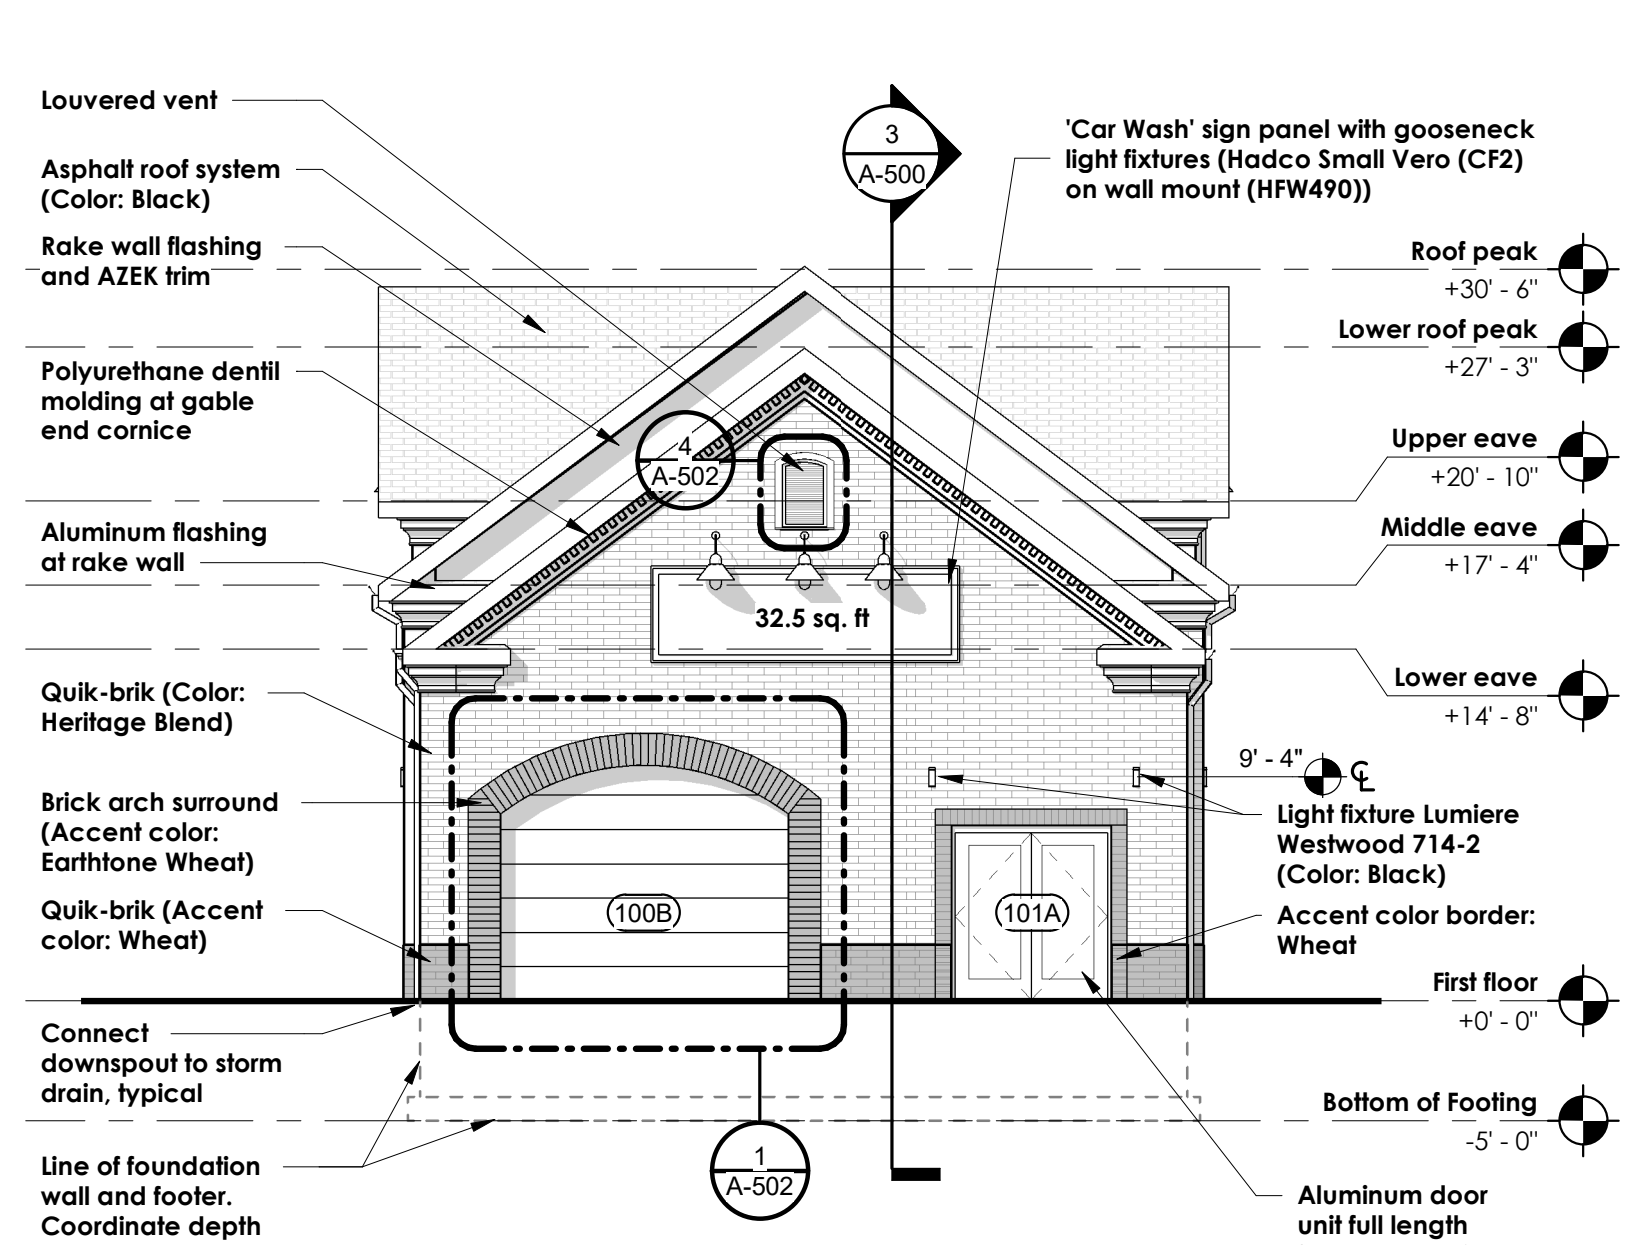 Louvered vent
Asphalt roof system
(Color: Black)
Rake wall flashing
and AZEK trim
Polyurethane dentil
molding at gable
end cornice
Aluminum flashing
at rake wall
Quik-brik (Color:
Heritage Blend)
Brick arch surround
(Accent color:
Earthtone Wheat)
Quik-brik (Accent
color: Wheat)
Connect
downspout to storm
drain, typical
Line of foundation
wall and footer.
Coordinate depth
3
A-500
4
A-502
32.5 sq. ft
100B
101A
1
A-502
'Car Wash' sign panel with gooseneck
light fixtures (Hadco Small Vero (CF2)
on wall mount (HFW490))
Roof peak
+30' - 6"
Lower roof peak
+27' - 3"
Upper eave
+20' - 10"
Middle eave
+17' - 4"
Lower eave
+14' - 8"
9' - 4"
CL
Light fixture Lumiere
Westwood 714-2
(Color: Black)
Accent color border:
Wheat
First floor
+0' - 0"
Bottom of Footing
-5' - 0"
Aluminum door
unit full length